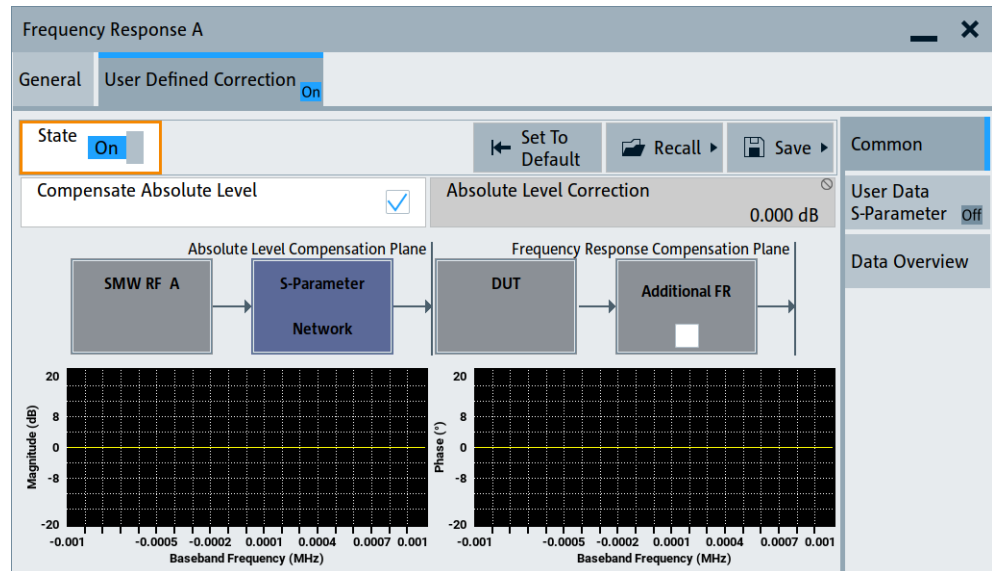 Frequency Response A
General
User Defined Correction On
State On
Set To Default
Recall
Save
Common
User Data S-Parameter Off
Data Overview
Compensate Absolute Level
Absolute Level Correction
0.000 dB
Absolute Level Compensation Plane
Frequency Response Compensation Plane
SMW RF A
S-Parameter
Network
DUT
Additional FR
Magnitude (dB)
20
8
0
-8
-20
-0.001 -0.0005 -0.0002 0.0001 0.0004 0.0007 0.001
Baseband Frequency (MHz)
Phase (°)
20
8
0
-8
-20
-0.001 -0.0005 -0.0002 0.0001 0.0004 0.0007 0.001
Baseband Frequency (MHz)